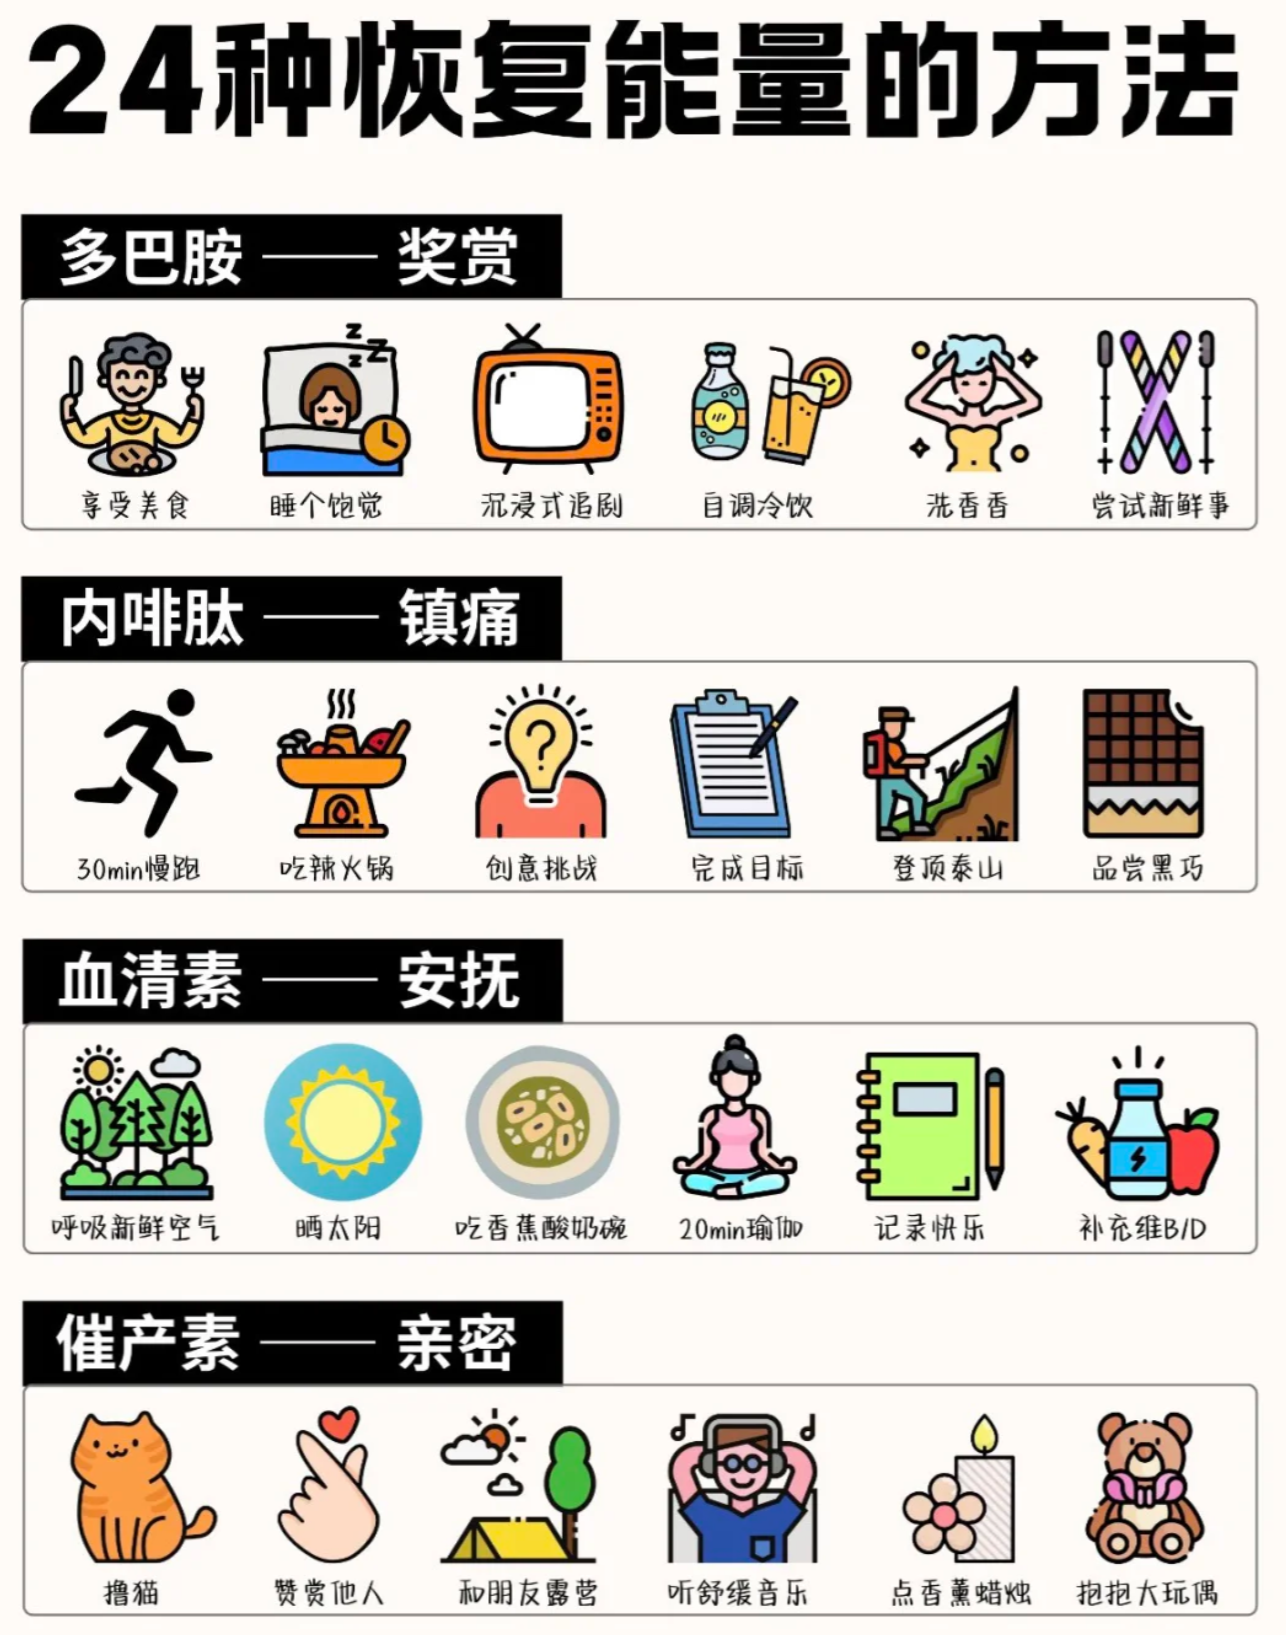 24种恢复能量的方法
多巴胺 —— 奖赏
享受美食 睡个饱觉 沉浸式追剧 自调冷饮 洗香香 尝试新鲜事
内啡肽 —— 镇痛
30min慢跑 吃辣火锅 创意挑战 完成目标 登顶泰山 品尝黑巧
血清素 —— 安抚
呼吸新鲜空气 晒太阳 吃香蕉酸奶碗 20min瑜伽 记录快乐 补充维B/D
催产素 —— 亲密
撸猫 赞赏他人 和朋友露营 听舒缓音乐 点香薰蜡烛 抱抱大玩偶